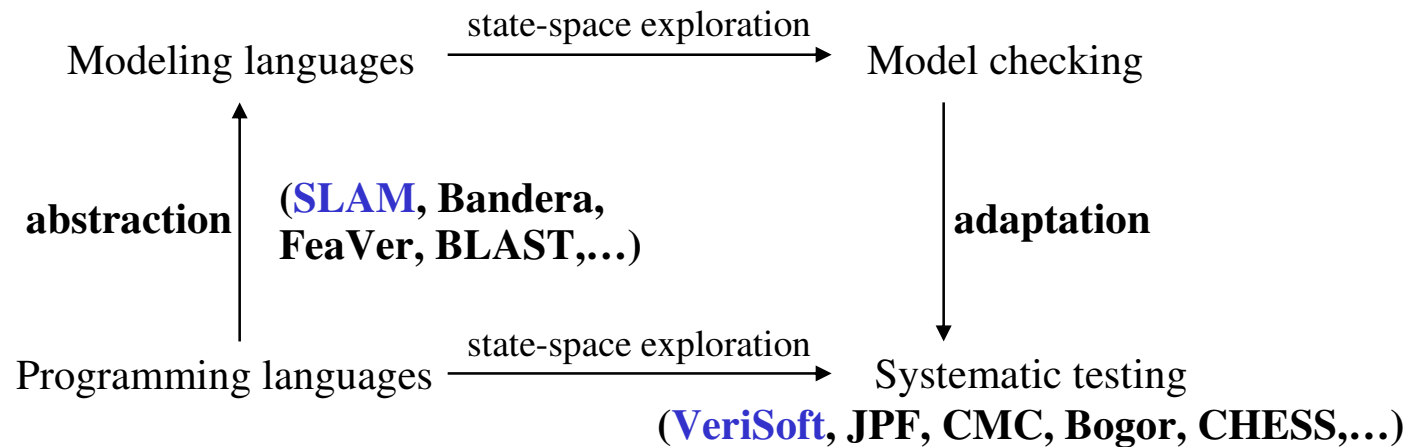 state-space exploration
Modeling languages
Model checking
abstraction
(SLAM, Bandera,
FeaVer, BLAST,…)
adaptation
state-space exploration
Programming languages
Systematic testing
(VeriSoft, JPF, CMC, Bogor, CHESS,…)